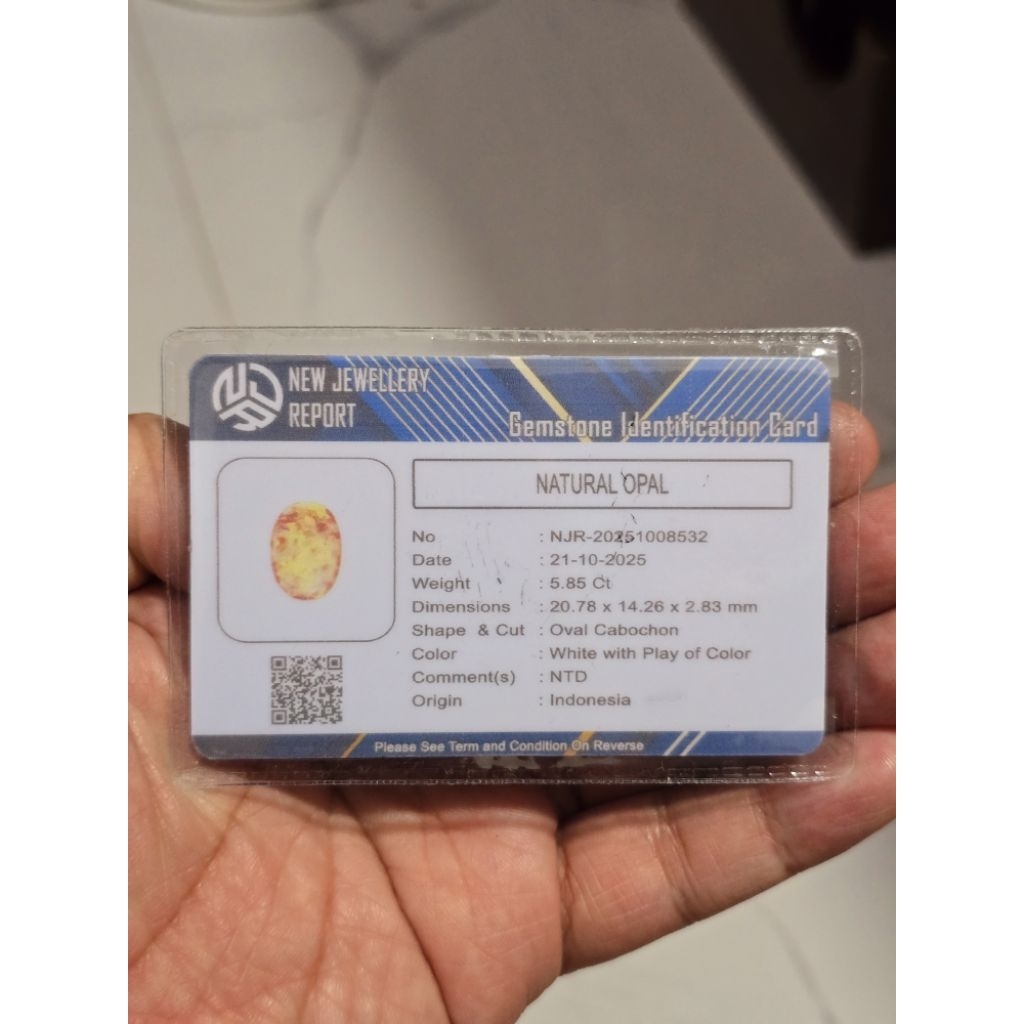 NEW JEWELLERY
REPORT
Gemstone Identification Card
NATURAL OPAL
No : NJR-20251008532
Date : 21-10-2025
Weight : 5.85 Ct
Dimensions : 20.78 x 14.26 x 2.83 mm
Shape & Cut : Oval Cabochon
Color : White with Play of Color
Comment(s) : NTD
Origin : Indonesia
Please See Term and Condition On Reverse